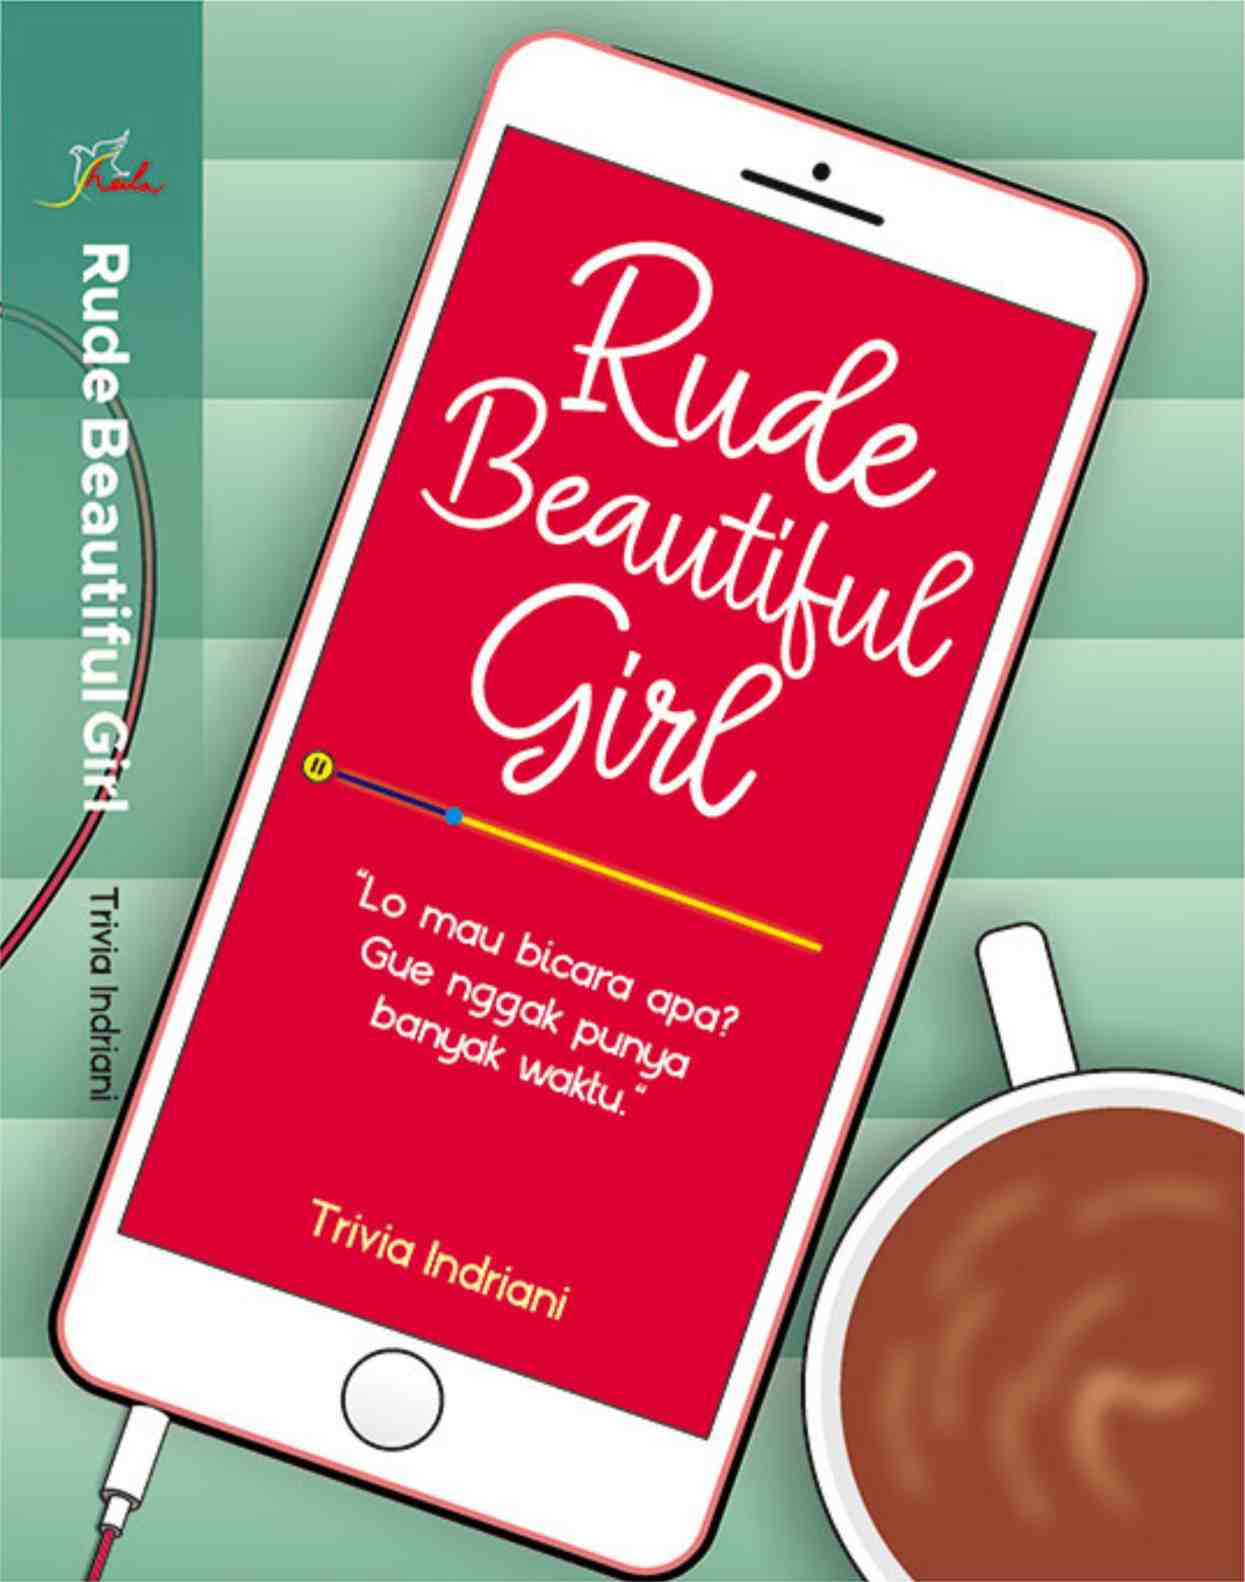 Sheila
Rude Beautiful Girl
Trivia Indriani
Rude
Beautiful
Girl
“Lo mau bicara apa?
Gue nggak punya
banyak waktu.“
Trivia Indriani